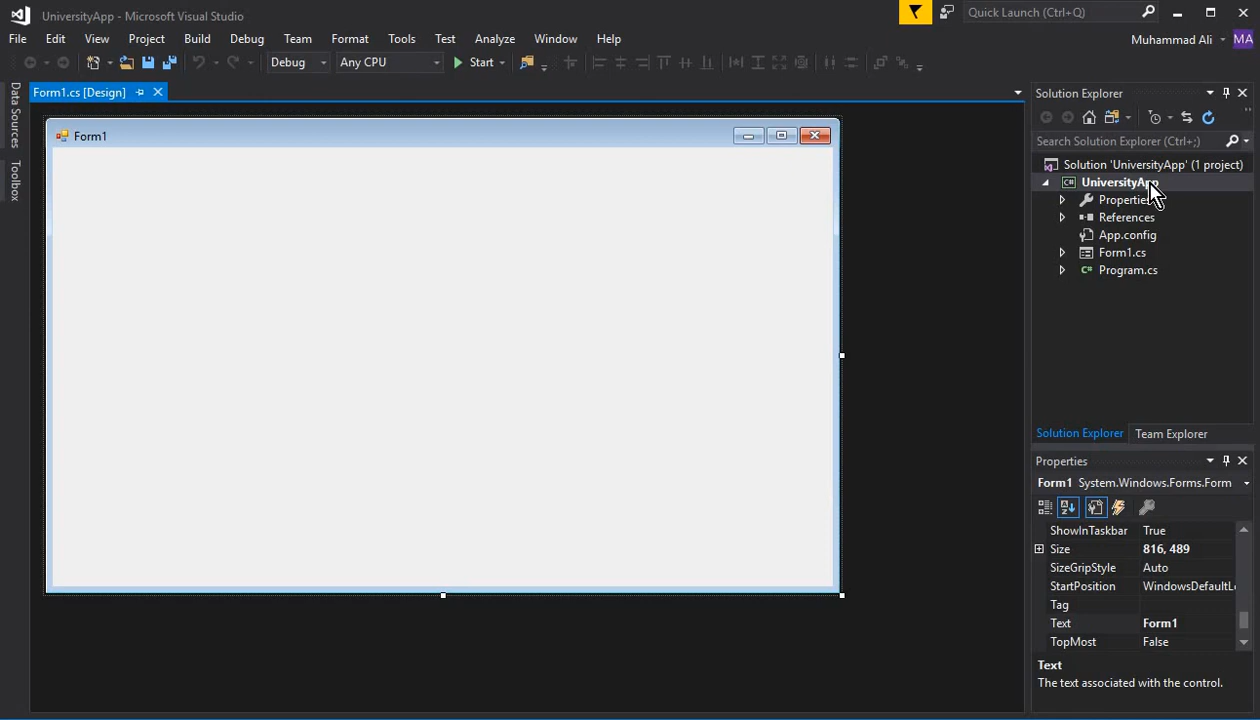 UniversityApp - Microsoft Visual Studio
Quick Launch (Ctrl+Q)
File Edit View Project Build Debug Team Format Tools Test Analyze Window Help
Muhammad Ali MA
Debug Any CPU Start
Data Sources
Toolbox
Form1.cs [Design]
Form1
Solution Explorer
Search Solution Explorer (Ctrl+;)
Solution 'UniversityApp' (1 project)
C# UniversityApp
Properties
References
App.config
Form1.cs
C# Program.cs
Solution Explorer Team Explorer
Properties
Form1 System.Windows.Forms.Form
ShowInTaskbar True
Size 816, 489
SizeGripStyle Auto
StartPosition WindowsDefaultLo
Tag
Text Form1
TopMost False
Text
The text associated with the control.